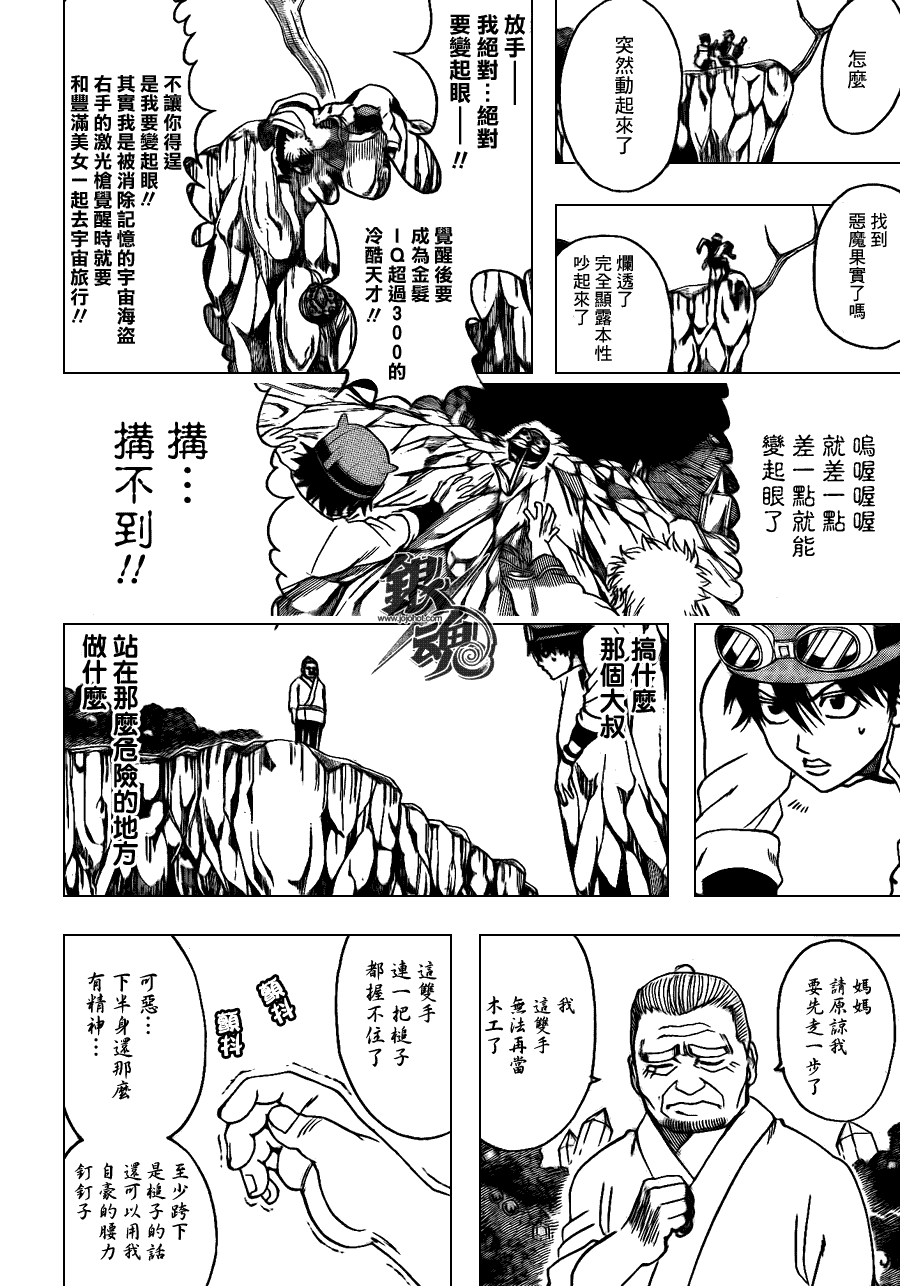 怎麼
突然動起來了
找到
惡魔果實了嗎
爛透了
完全顯露本性
吵起來了
放手——
我絕對…絕對
要變起眼——!!
不讓你得逞
是我要變起眼!!
其實我是被消除記憶的宇宙海盜
右手的激光槍覺醒時就要
和豐滿美女一起去宇宙旅行!!
覺醒後要
成為金髮
IQ超過300的
冷酷天才!!
嗚喔喔喔
就差一點
差一點就能
變起眼了
搆…
搆不到!!
銀魂
www.jojohot.com
搞什麼
那個大叔
站在那麼危險的地方
做什麼
媽媽
請原諒我
要先走一步了
我
這雙手
無法再當
木工了
這雙手
連一把槌子
都握不住了
顫抖
顫抖
可惡…
下半身還那麼
有精神…
至少跨下
是槌子的話
還可以用我
自豪的腰力
釘釘子